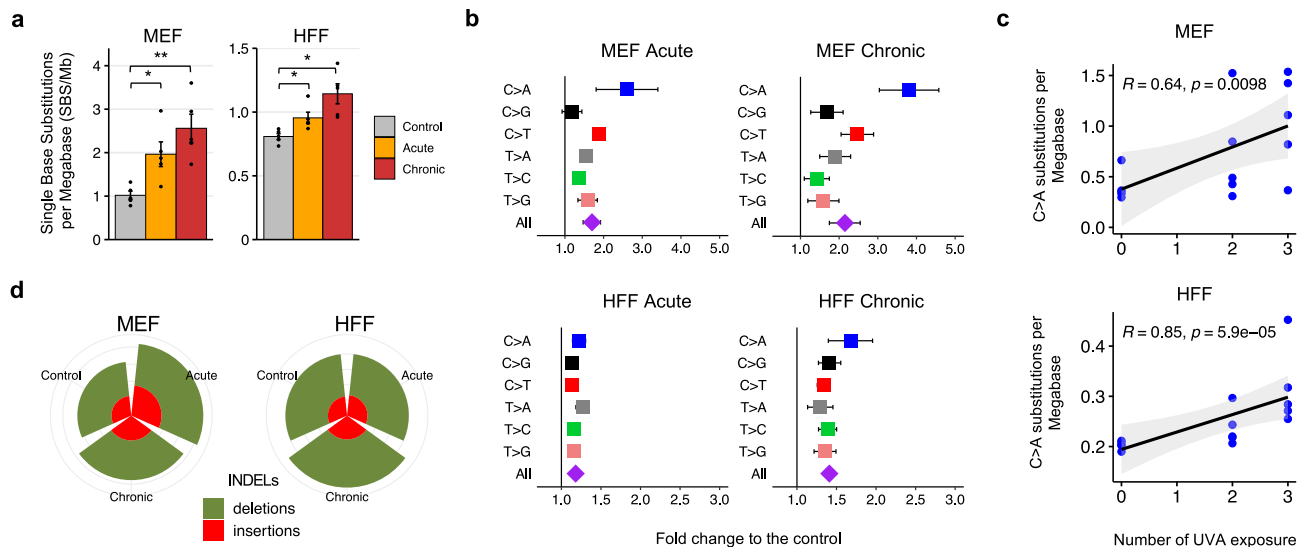 a
MEF
HFF
Single Base Substitutions
per Megabase (SBS/Mb)
4
3
2
1
0
*
**
1.5
1.0
0.5
0
*
*
Control
Acute
Chronic
b
MEF Acute
C>A
C>G
C>T
T>A
T>C
T>G
All
1.0 2.0 3.0 4.0 5.0
MEF Chronic
C>A
C>G
C>T
T>A
T>C
T>G
All
1.0 2.0 3.0 4.0 5.0
HFF Acute
C>A
C>G
C>T
T>A
T>C
T>G
All
1.0 1.5 2.0 2.5 3.0
HFF Chronic
C>A
C>G
C>T
T>A
T>C
T>G
All
1.0 1.5 2.0 2.5 3.0
Fold change to the control
c
MEF
C>A substitutions per
Megabase
R = 0.64, p = 0.0098
1.5
1.0
0.5
0.0
0 1 2 3
HFF
C>A substitutions per
Megabase
R = 0.85, p = 5.9e−05
0.4
0.3
0.2
0 1 2 3
Number of UVA exposure
d
MEF
Control
Acute
Chronic
HFF
Control
Acute
Chronic
INDELs
deletions
insertions